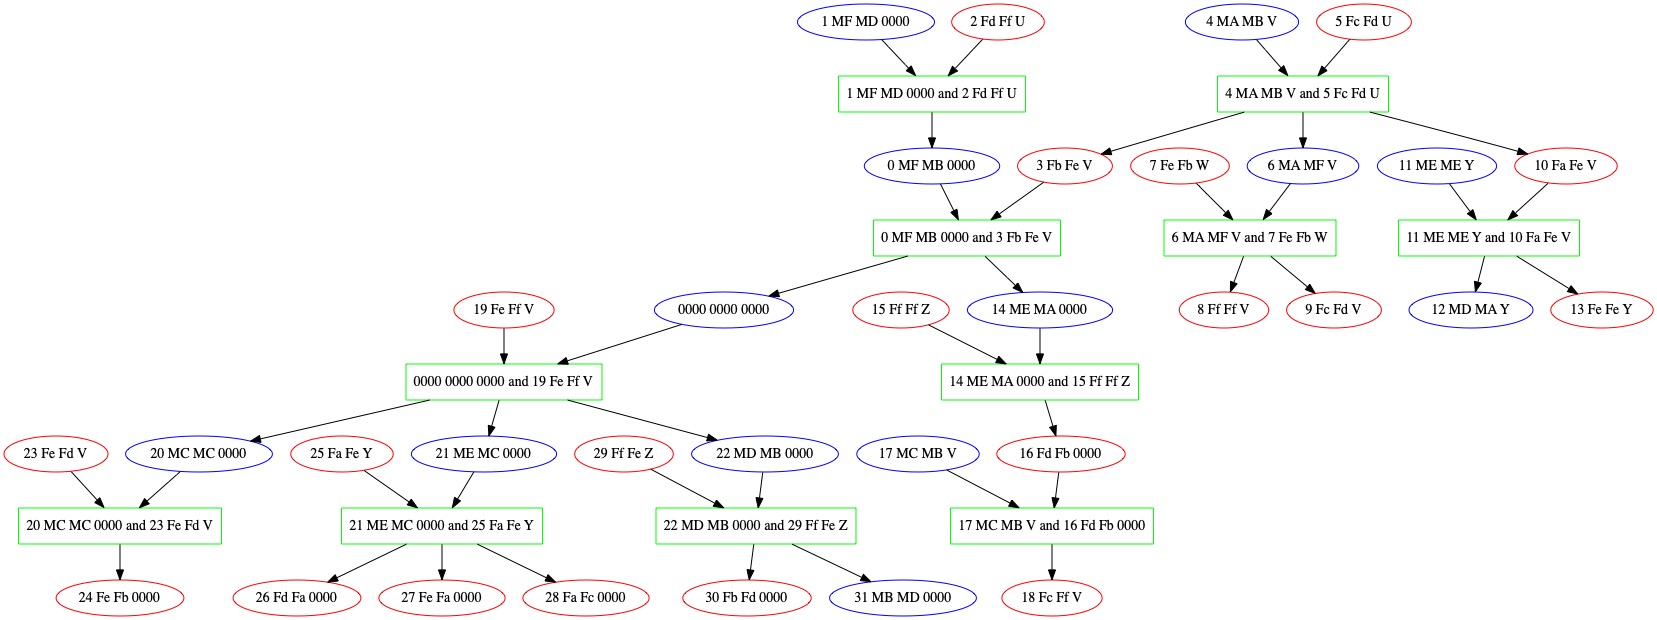 1 MF MD 0000
2 Fd Ff U
4 MA MB V
5 Fc Fd U
1 MF MD 0000 and 2 Fd Ff U
4 MA MB V and 5 Fc Fd U
0 MF MB 0000
3 Fb Fe V
7 Fe Fb W
6 MA MF V
11 ME ME Y
10 Fa Fe V
0 MF MB 0000 and 3 Fb Fe V
6 MA MF V and 7 Fe Fb W
11 ME ME Y and 10 Fa Fe V
19 Fe Ff V
0000 0000 0000
15 Ff Ff Z
14 ME MA 0000
8 Ff Ff V
9 Fc Fd V
12 MD MA Y
13 Fe Fe Y
0000 0000 0000 and 19 Fe Ff V
14 ME MA 0000 and 15 Ff Ff Z
23 Fe Fd V
20 MC MC 0000
25 Fa Fe Y
21 ME MC 0000
29 Ff Fe Z
22 MD MB 0000
17 MC MB V
16 Fd Fb 0000
20 MC MC 0000 and 23 Fe Fd V
21 ME MC 0000 and 25 Fa Fe Y
22 MD MB 0000 and 29 Ff Fe Z
17 MC MB V and 16 Fd Fb 0000
24 Fe Fb 0000
26 Fd Fa 0000
27 Fe Fa 0000
28 Fa Fc 0000
30 Fb Fd 0000
31 MB MD 0000
18 Fc Ff V